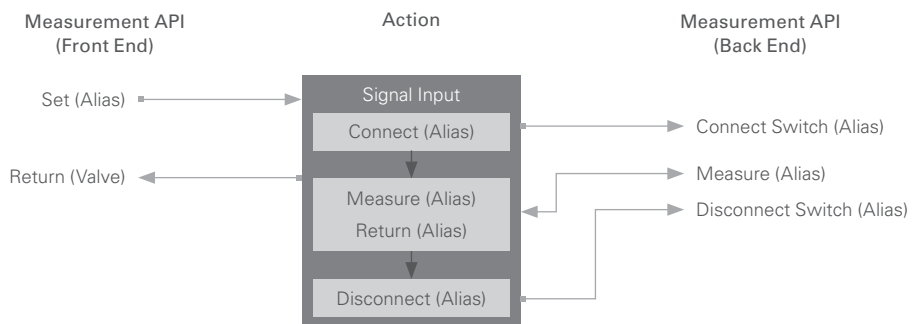 Measurement API
(Front End)
Action
Measurement API
(Back End)
Set (Alias)
Signal Input
Connect (Alias)
Connect Switch (Alias)
Return (Valve)
Measure (Alias)
Return (Alias)
Measure (Alias)
Disconnect Switch (Alias)
Disconnect (Alias)